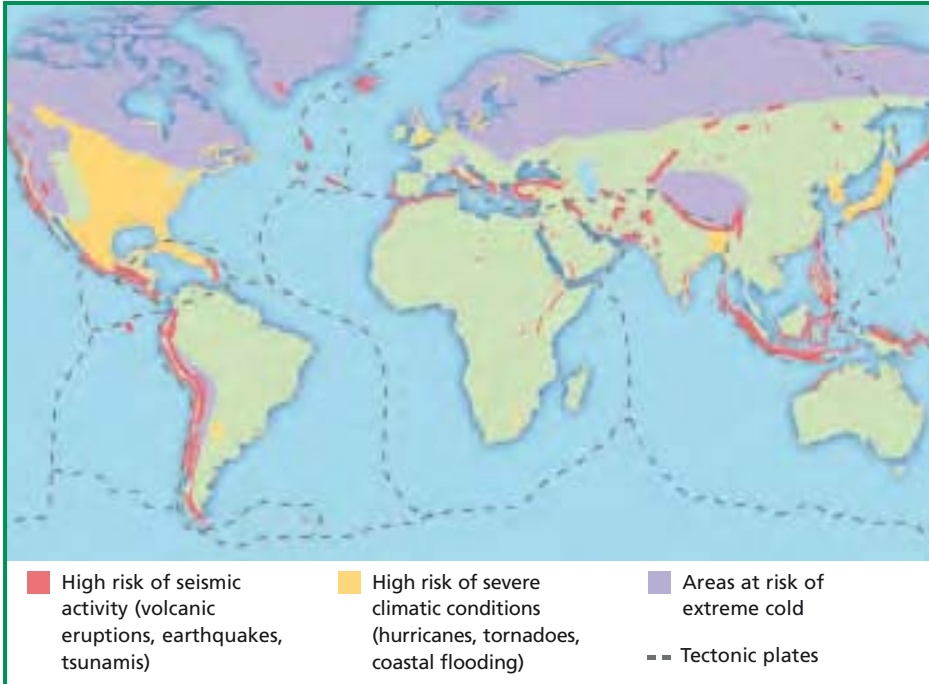 High risk of seismic
activity (volcanic
eruptions, earthquakes,
tsunamis)
High risk of severe
climatic conditions
(hurricanes, tornadoes,
coastal flooding)
Areas at risk of
extreme cold
Tectonic plates